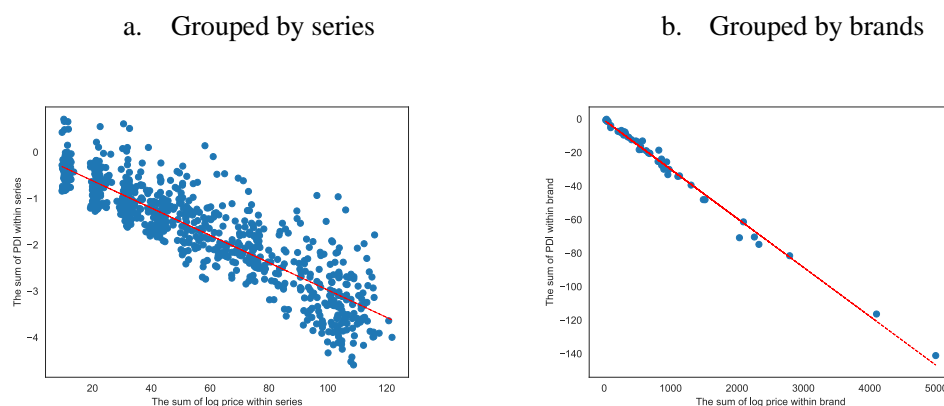 a. Grouped by series
b. Grouped by brands
0
−1
−2
−3
−4
The sum of PDI within series
20 40 60 80 100 120
The sum of log price within series
0
−20
−40
−60
−80
−100
−120
−140
The sum of PDI within brand
0 1000 2000 3000 4000 5000
The sum of log price within brand